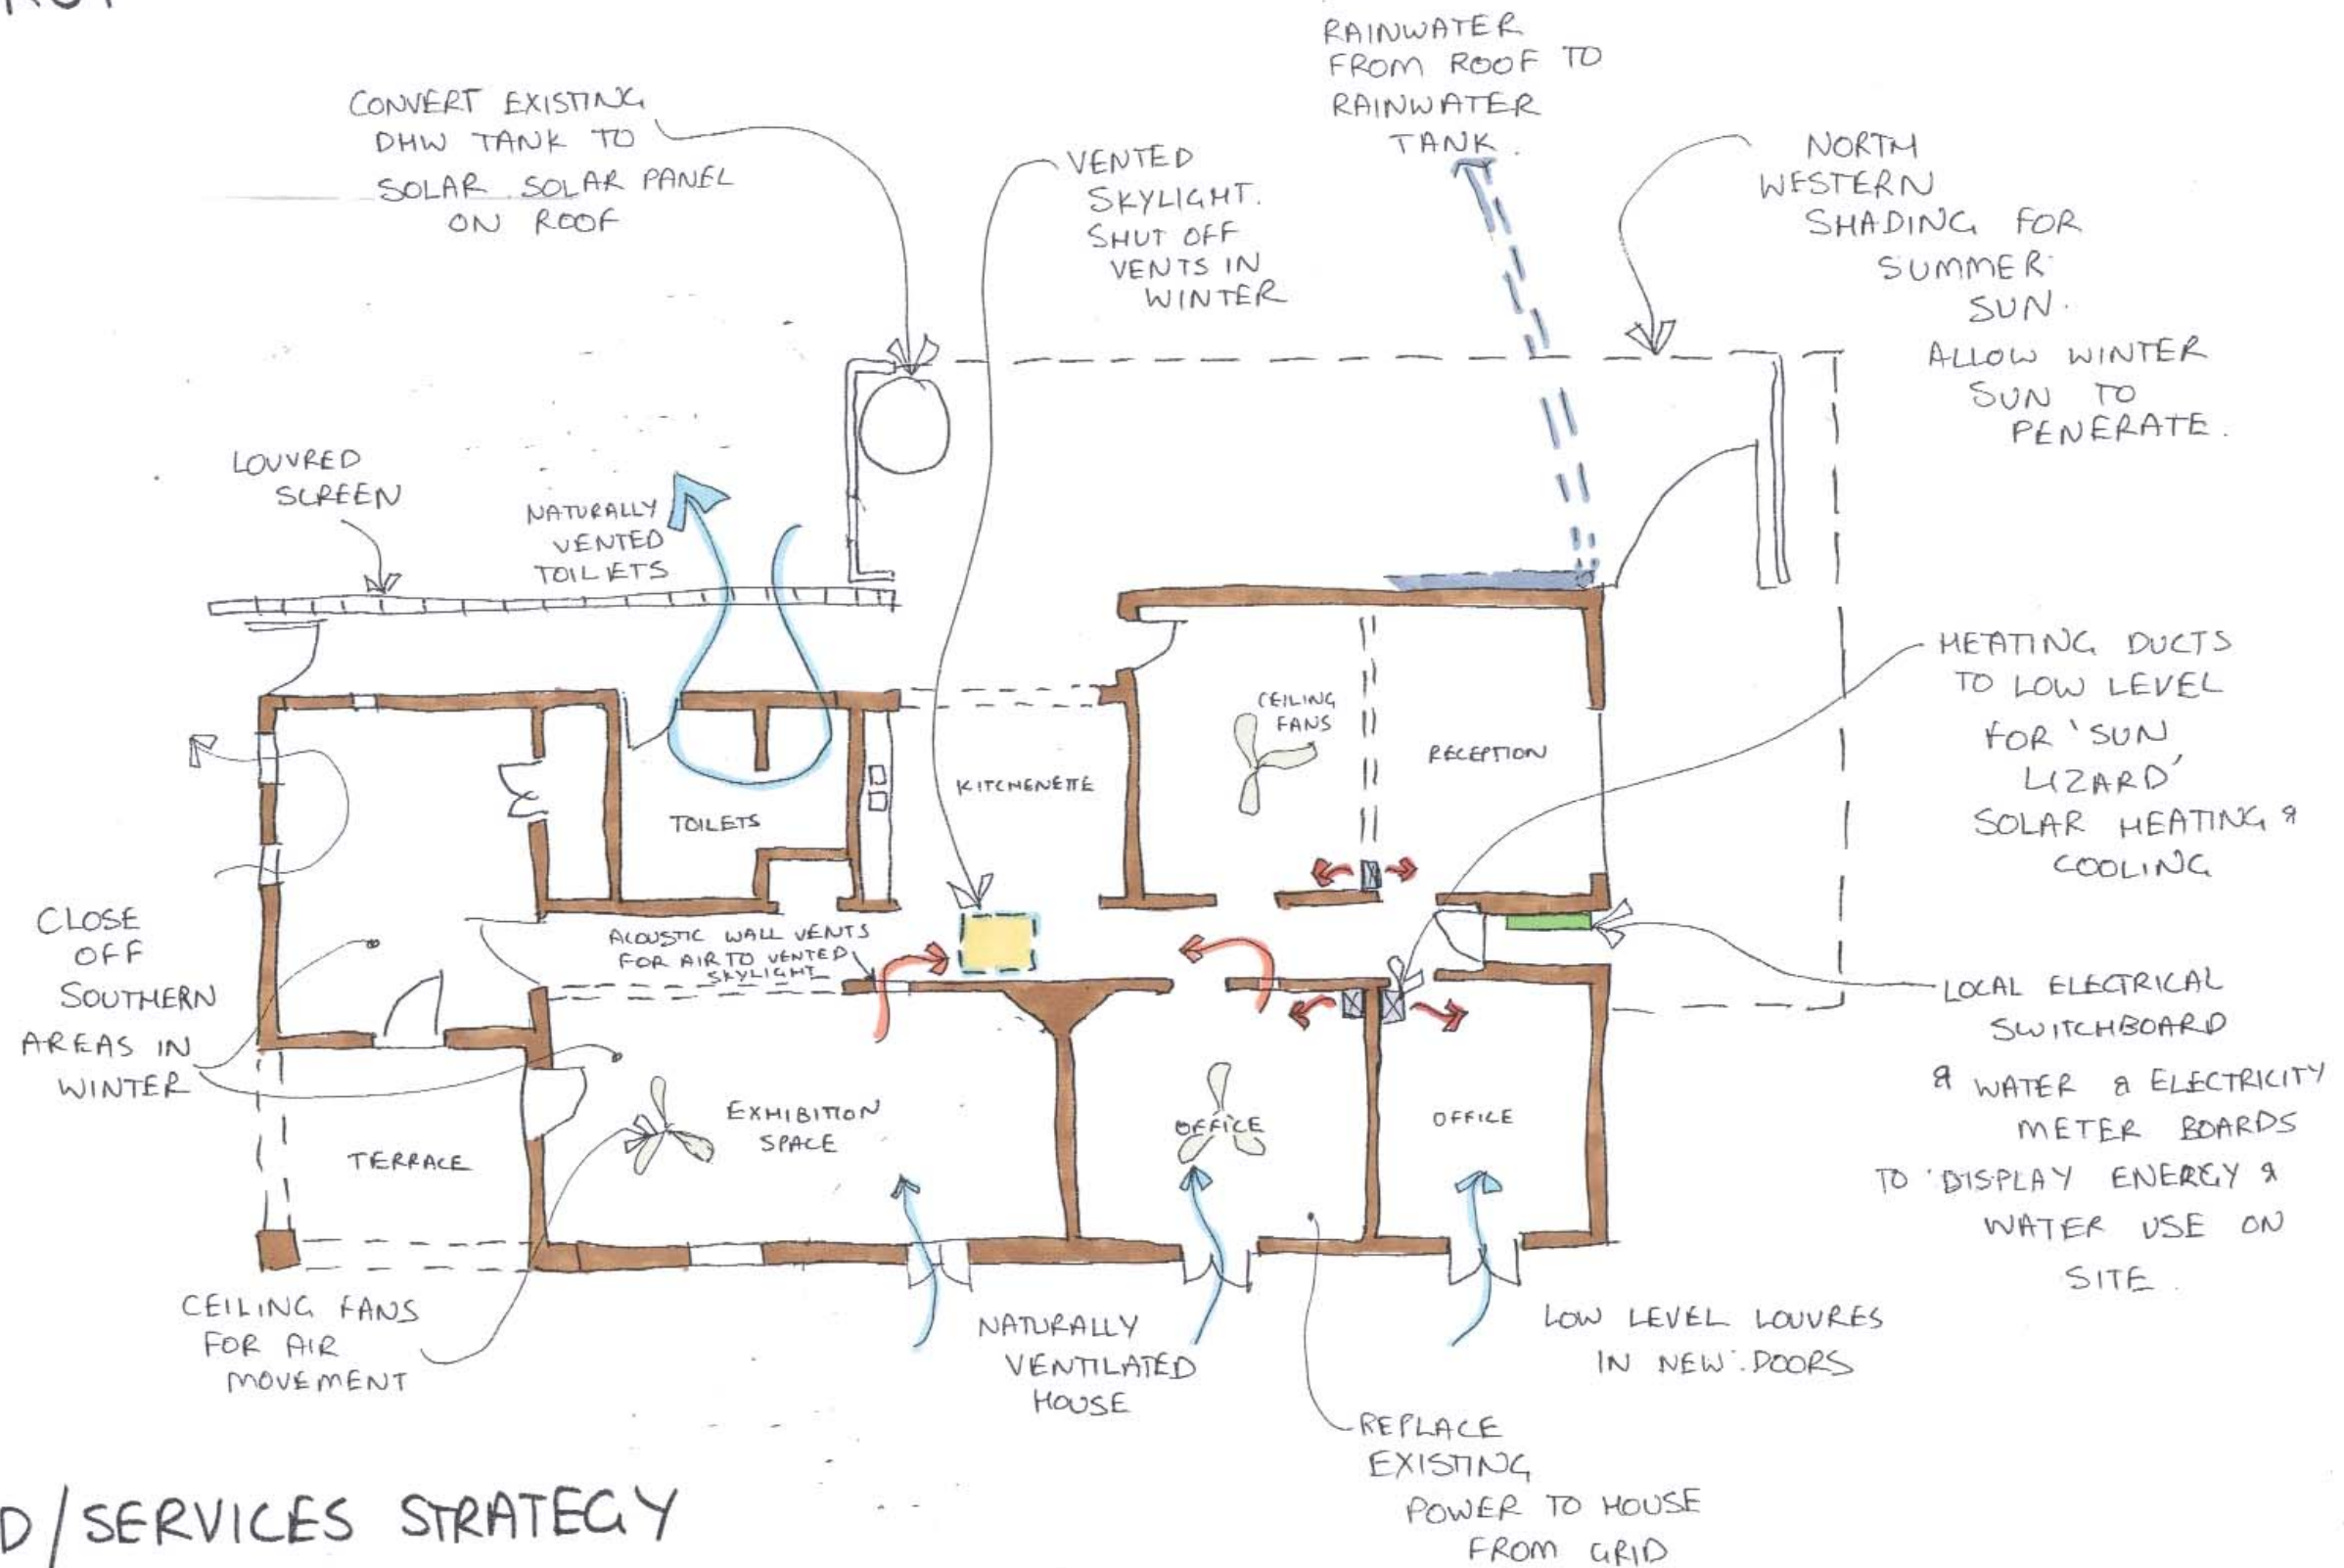 CONVERT EXISTING
DHW TANK TO
SOLAR. SOLAR PANEL
ON ROOF
VENTED
SKYLIGHT.
SHUT OFF
VENTS IN
WINTER
RAINWATER
FROM ROOF TO
RAINWATER
TANK.
NORTH
WESTERN
SHADING FOR
SUMMER
SUN.
ALLOW WINTER
SUN TO
PENERATE.
LOUVRED
SCREEN
NATURALLY
VENTED
TOILETS
CEILING
FANS
RECEPTION
KITCHENETTE
TOILETS
HEATING DUCTS
TO LOW LEVEL
FOR 'SUN
LIZARD'
SOLAR HEATING &
COOLING
CLOSE
OFF
SOUTHERN
AREAS IN
WINTER
ACOUSTIC WALL VENTS
FOR AIR TO VENTED
SKYLIGHT
LOCAL ELECTRICAL
SWITCHBOARD
& WATER & ELECTRICITY
METER BOARDS
TO DISPLAY ENERGY &
WATER USE ON
SITE.
TERRACE
EXHIBITION
SPACE
OFFICE
OFFICE
CEILING FANS
FOR AIR
MOVEMENT
NATURALLY
VENTILATED
HOUSE
LOW LEVEL LOUVRES
IN NEW DOORS
REPLACE
EXISTING
POWER TO HOUSE
FROM GRID
D/SERVICES STRATEGY